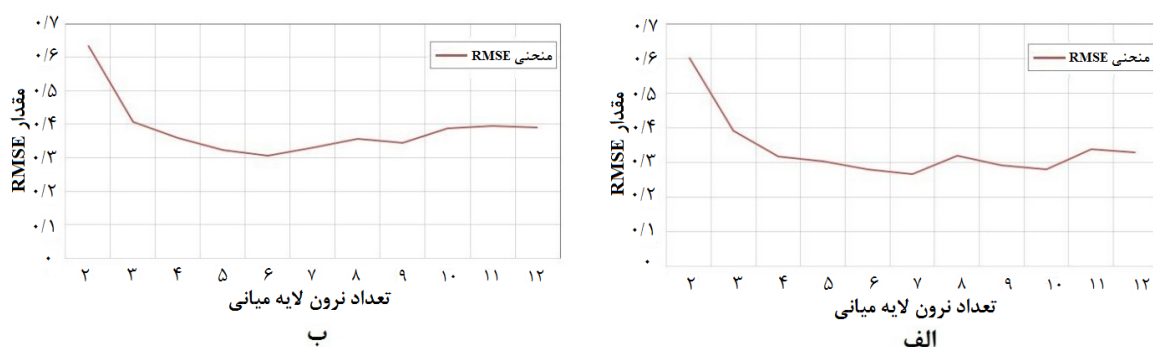 ۰/۷
۰/۶
۰/۵
۰/۴
۰/۳
۰/۲
۰/۱
۰
مقدار RMSE
منحنی RMSE
۲ ۳ ۴ ۵ ۶ ۷ ۸ ۹ ۱۰ ۱۱ ۱۲
تعداد نرون لایه میانی
الف
۰/۷
۰/۶
۰/۵
۰/۴
۰/۳
۰/۲
۰/۱
۰
مقدار RMSE
منحنی RMSE
۲ ۳ ۴ ۵ ۶ ۷ ۸ ۹ ۱۰ ۱۱ ۱۲
تعداد نرون لایه میانی
ب